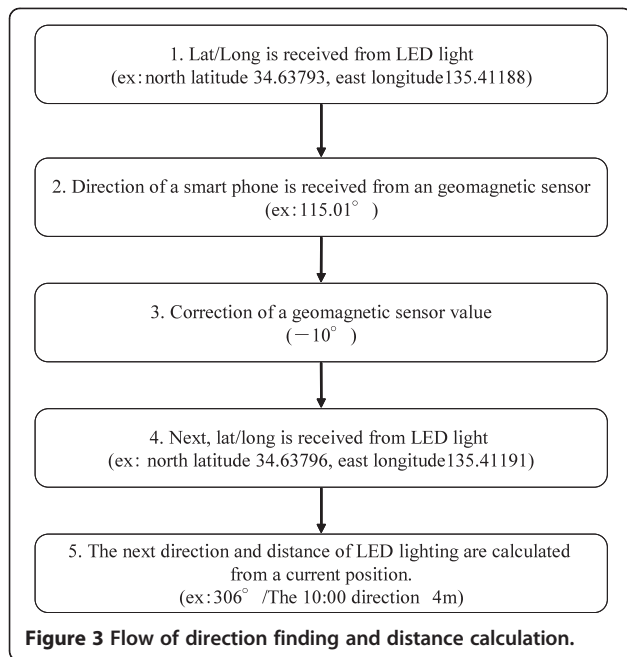 1. Lat/Long is received from LED light
(ex:north latitude 34.63793, east longitude135.41188)
2. Direction of a smart phone is received from an geomagnetic sensor
(ex:115.01° )
3. Correction of a geomagnetic sensor value
(−10° )
4. Next, lat/long is received from LED light
(ex: north latitude 34.63796, east longitude135.41191)
5. The next direction and distance of LED lighting are calculated
from a current position.
(ex:306° /The 10:00 direction 4m)
Figure 3 Flow of direction finding and distance calculation.